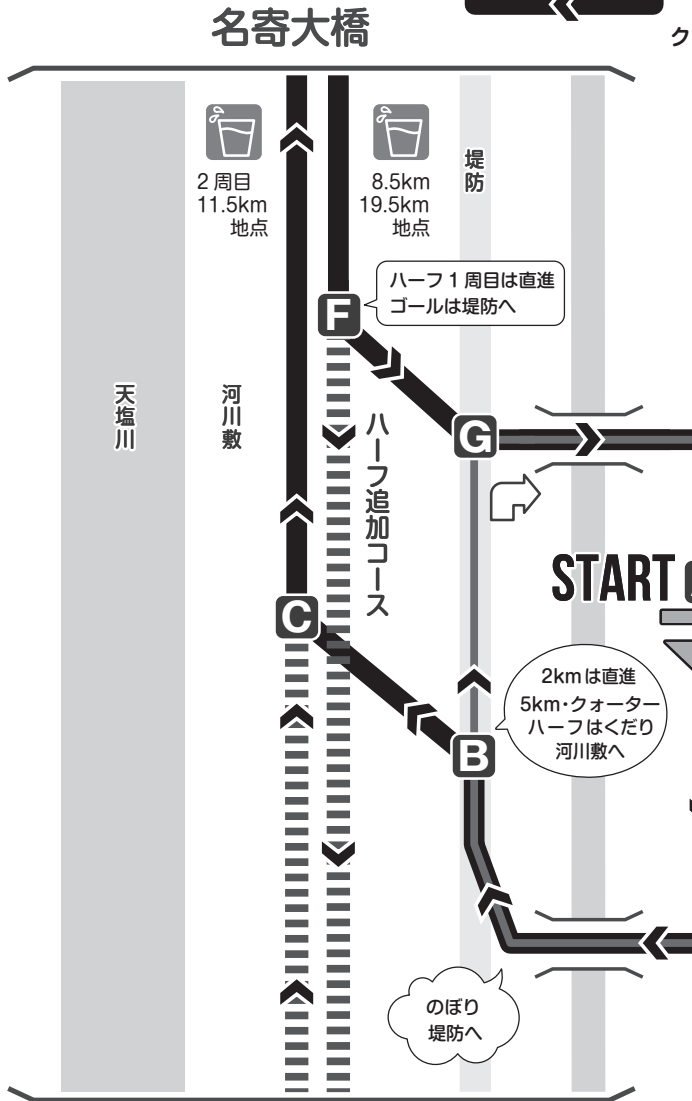 名寄大橋
ク
2周目
11.5km
地点
8.5km
19.5km
地点
堤防
ハーフ1周目は直進
ゴールは堤防へ
F
天塩川
河川敷
ハーフ追加コース
G
START
C
2kmは直進
5km・クォーター
ハーフはくだり
河川敷へ
B
のぼり
堤防へ